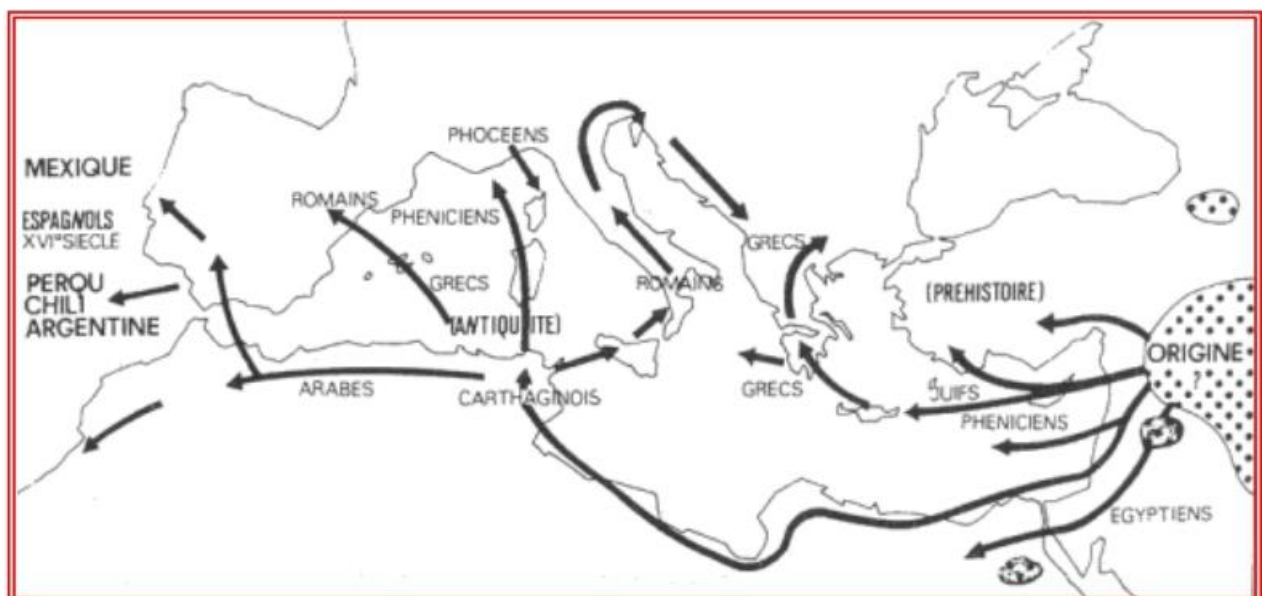 PHOCEENS
MEXIQUE
ROMAINS
ESPAGNOLS
XVIᵉ SIECLE
PHENICIENS
GRECS
GRECS
ROMAINS
PEROU
CHILI
ARGENTINE
(ANTIQUITE)
(PREHISTOIRE)
ORIGINE
?
ARABES
CARTHAGINOIS
GRECS
JUIFS
PHENICIENS
EGYPTIENS